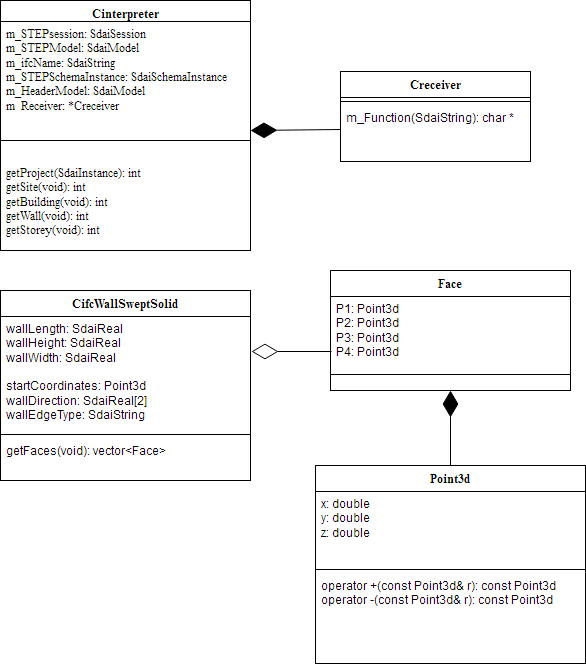 Cinterpreter
m_STEPsession: SdaiSession
m_STEPModel: SdaiModel
m_ifcName: SdaiString
m_STEPSchemaInstance: SdaiSchemaInstance
m_HeaderModel: SdaiModel
m_Receiver: *Creceiver
getProject(SdaiInstance): int
getSite(void): int
getBuilding(void): int
getWall(void): int
getStorey(void): int
Creceiver
m_Function(SdaiString): char *
CifcWallSweptSolid
wallLength: SdaiReal
wallHeight: SdaiReal
wallWidth: SdaiReal
startCoordinates: Point3d
wallDirection: SdaiReal[2]
wallEdgeType: SdaiString
getFaces(void): vector<Face>
Face
P1: Point3d
P2: Point3d
P3: Point3d
P4: Point3d
Point3d
x: double
y: double
z: double
operator +(const Point3d& r): const Point3d
operator -(const Point3d& r): const Point3d